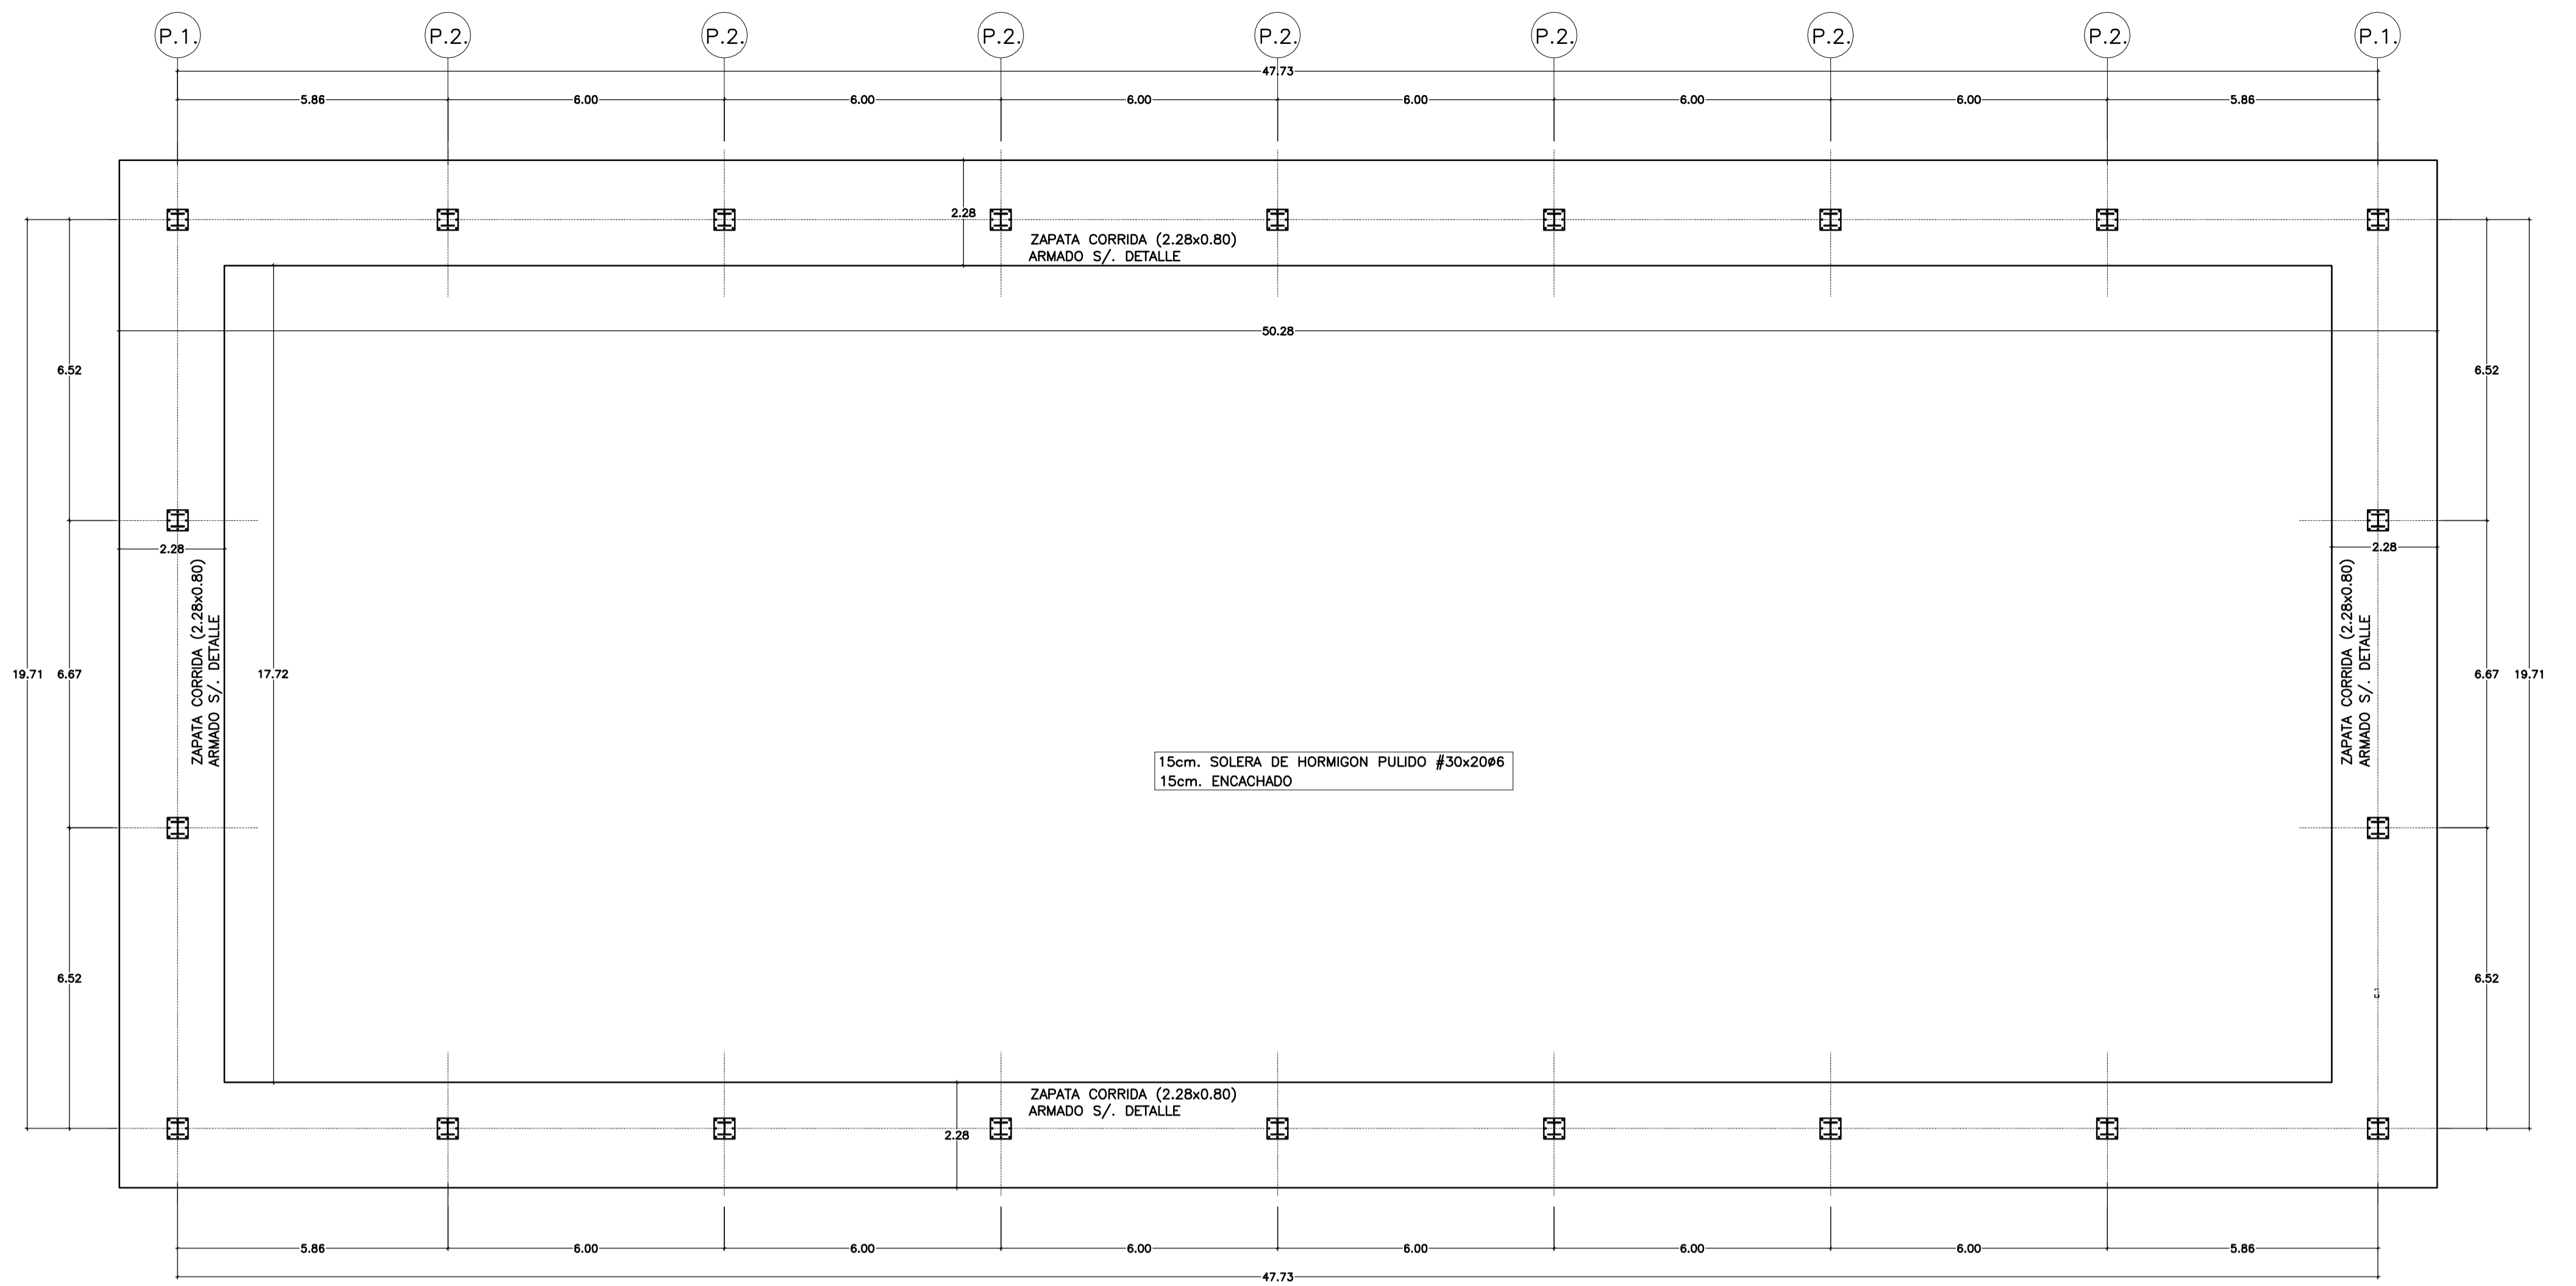 P.1. P.2. P.2. P.2. P.2. P.2. P.2. P.2. P.1.
47.73
5.86 6.00 6.00 6.00 6.00 6.00 6.00 5.86
2.28
ZAPATA CORRIDA (2.28x0.80)
ARMADO S/. DETALLE
50.28
6.52
6.52
2.28
2.28
ZAPATA CORRIDA (2.28x0.80)
ARMADO S/. DETALLE
ZAPATA CORRIDA (2.28x0.80)
ARMADO S/. DETALLE
19.71 6.67 17.72 6.67 19.71
15cm. SOLERA DE HORMIGON PULIDO #30x20ø6
15cm. ENCACHADO
6.52
6.52
C.1
ZAPATA CORRIDA (2.28x0.80)
ARMADO S/. DETALLE
2.28
5.86 6.00 6.00 6.00 6.00 6.00 6.00 5.86
47.73